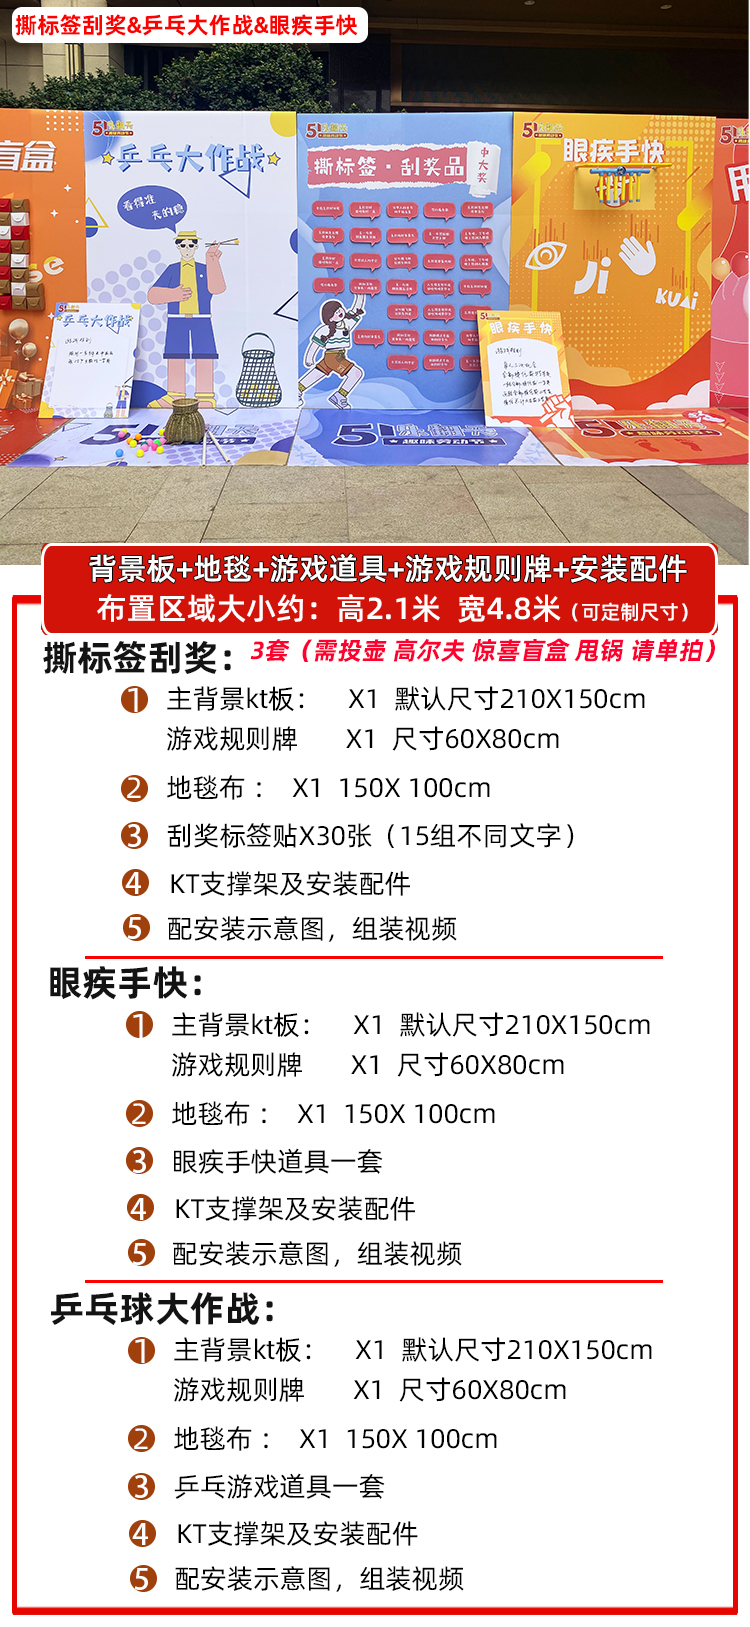 撕标签刮奖&乒乓大作战&眼疾手快
盲盒
乒乓大作战
看得准
夹的稳
撕标签·刮奖品
中大奖
眼疾手快
Ji
KUAi
乒乓大作战
游戏规则
眼疾手快
游戏规则
趣味劳动节
背景板+地毯+游戏道具+游戏规则牌+安装配件
布置区域大小约：高2.1米 宽4.8米（可定制尺寸）
撕标签刮奖：3套（需投壶 高尔夫 惊喜盲盒 甩锅 请单拍）
1 主背景kt板： X1 默认尺寸210X150cm
游戏规则牌 X1 尺寸60X80cm
2 地毯布： X1 150X 100cm
3 刮奖标签贴X30张（15组不同文字）
4 KT支撑架及安装配件
5 配安装示意图，组装视频
眼疾手快：
1 主背景kt板： X1 默认尺寸210X150cm
游戏规则牌 X1 尺寸60X80cm
2 地毯布： X1 150X 100cm
3 眼疾手快道具一套
4 KT支撑架及安装配件
5 配安装示意图，组装视频
乒乓球大作战：
1 主背景kt板： X1 默认尺寸210X150cm
游戏规则牌 X1 尺寸60X80cm
2 地毯布： X1 150X 100cm
3 乒乓游戏道具一套
4 KT支撑架及安装配件
5 配安装示意图，组装视频